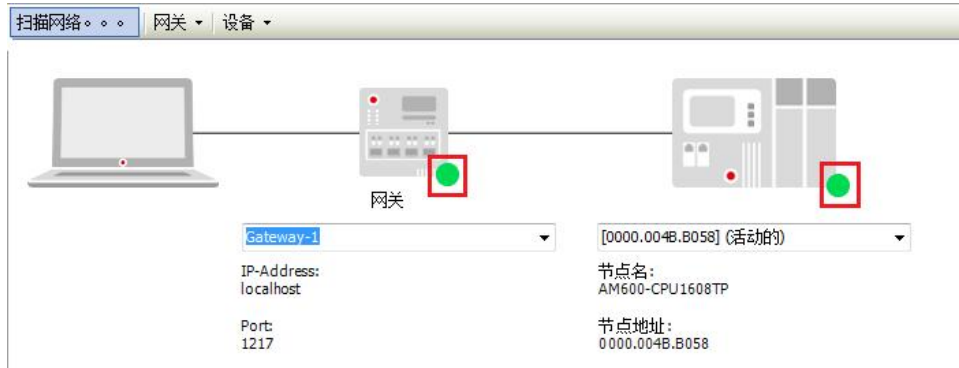 扫描网络。。。 网关 设备
网关
Gateway-1 [0000.004B.B058] (活动的)
IP-Address: 节点名:
localhost AM600-CPU1608TP
Port: 节点地址:
1217 0000.004B.B058